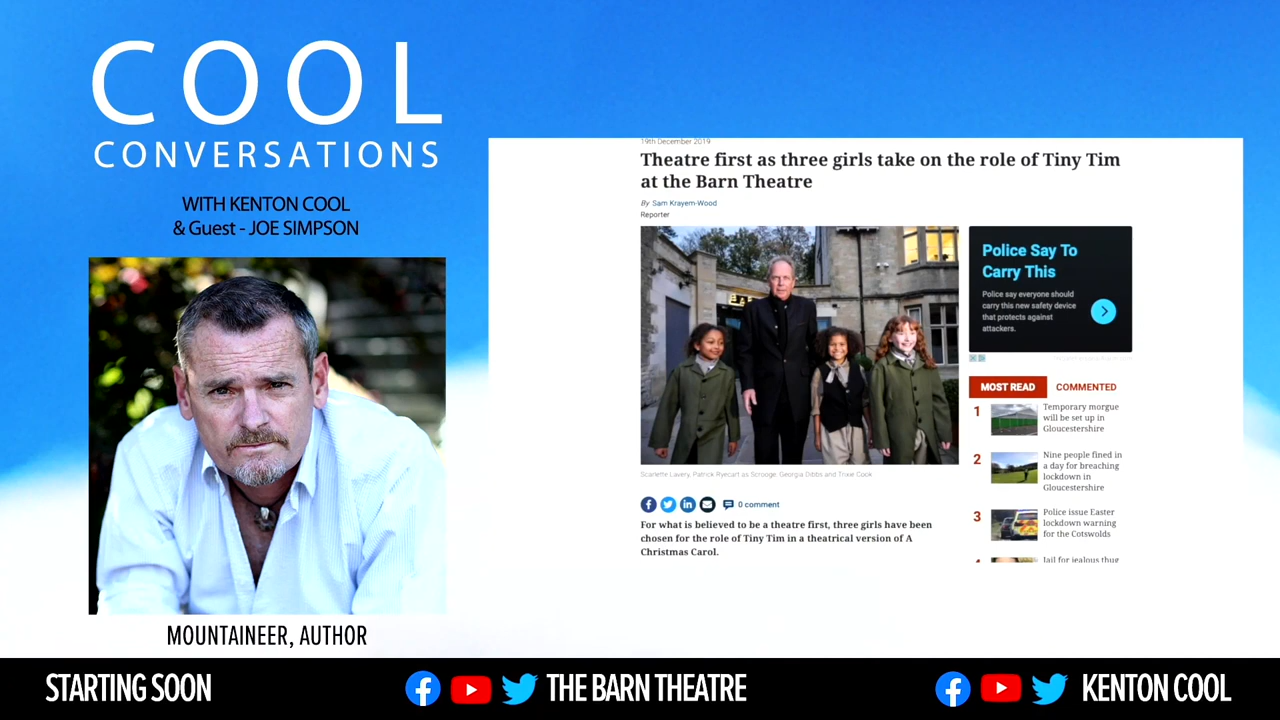 COOL
CONVERSATIONS
WITH KENTON COOL
& Guest - JOE SIMPSON
MOUNTAINEER, AUTHOR
19th December 2019
Theatre first as three girls take on the role of Tiny Tim
at the Barn Theatre
By Sam Krayem-Wood
Reporter
Scarlette Lavery, Patrick Ryecart as Scrooge, Georgia Dibbs and Trixie Cook
0 comment
For what is believed to be a theatre first, three girls have been
chosen for the role of Tiny Tim in a theatrical version of A
Christmas Carol.
Police Say To
Carry This
Police say everyone should
carry this new safety device
that protects against
attackers.
MOST READ
COMMENTED
1
Temporary morgue
will be set up in
Gloucestershire
2
Nine people fined in
a day for breaching
lockdown in
Gloucestershire
3
Police issue Easter
lockdown warning
for the Cotswolds
Jail for jealous thug
STARTING SOON
THE BARN THEATRE
KENTON COOL